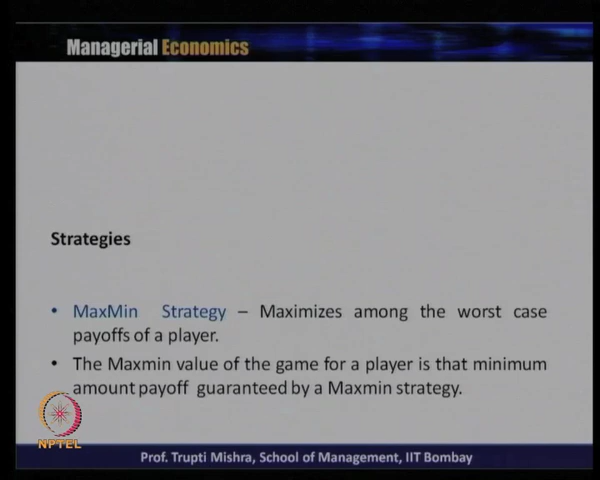 Managerial Economics
Strategies
• MaxMin Strategy – Maximizes among the worst case
payoffs of a player.
• The Maxmin value of the game for a player is that minimum
amount payoff guaranteed by a Maxmin strategy.
NPTEL
Prof. Trupti Mishra, School of Management, IIT Bombay